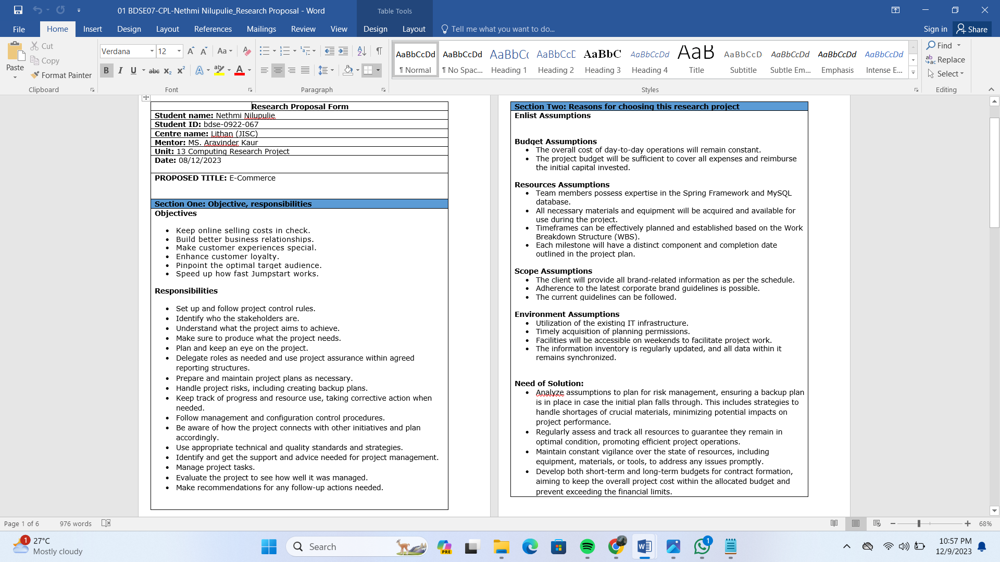 01 BDSE07-CPL-Nethmi Nilupulie_Research Proposal - Word
Table Tools
File Home Insert Design Layout References Mailings Review View Design Layout Tell me what you want to do... Sign in Share
Paste
Cut
Copy
Format Painter
Clipboard
Verdana 12
Font
Paragraph
AaBbCcDd AaBbCcDd AaBbCc AaBbCcD AaBbC AaBbCcDd AaB AaBbCcD AaBbCcDd AaBbCcDd AaBbCcDd
¶ Normal ¶ No Spac... Heading 1 Heading 2 Heading 3 Heading 4 Title Subtitle Subtle Em... Emphasis Intense E...
Styles
Find
Replace
Select
Editing
Research Proposal Form
Student name: Nethmi Nilupulie
Student ID: bdse-0922-067
Centre name: Lithan (JISC)
Mentor: MS. Aravinder Kaur
Unit: 13 Computing Research Project
Date: 08/12/2023
PROPOSED TITLE: E-Commerce
Section One: Objective, responsibilities
Objectives
• Keep online selling costs in check.
• Build better business relationships.
• Make customer experiences special.
• Enhance customer loyalty.
• Pinpoint the optimal target audience.
• Speed up how fast Jumpstart works.
Responsibilities
• Set up and follow project control rules.
• Identify who the stakeholders are.
• Understand what the project aims to achieve.
• Make sure to produce what the project needs.
• Plan and keep an eye on the project.
• Delegate roles as needed and use project assurance within agreed
reporting structures.
• Prepare and maintain project plans as necessary.
• Handle project risks, including creating backup plans.
• Keep track of progress and resource use, taking corrective action when
needed.
• Follow management and configuration control procedures.
• Be aware of how the project connects with other initiatives and plan
accordingly.
• Use appropriate technical and quality standards and strategies.
• Identify and get the support and advice needed for project management.
• Manage project tasks.
• Evaluate the project to see how well it was managed.
• Make recommendations for any follow-up actions needed.
Section Two: Reasons for choosing this research project
Enlist Assumptions
Budget Assumptions
• The overall cost of day-to-day operations will remain constant.
• The project budget will be sufficient to cover all expenses and reimburse
the initial capital invested.
Resources Assumptions
• Team members possess expertise in the Spring Framework and MySQL
database.
• All necessary materials and equipment will be acquired and available for
use during the project.
• Timeframes can be effectively planned and established based on the Work
Breakdown Structure (WBS).
• Each milestone will have a distinct component and completion date
outlined in the project plan.
Scope Assumptions
• The client will provide all brand-related information as per the schedule.
• Adherence to the latest corporate brand guidelines is possible.
• The current guidelines can be followed.
Environment Assumptions
• Utilization of the existing IT infrastructure.
• Timely acquisition of planning permissions.
• Facilities will be accessible on weekends to facilitate project work.
• The information inventory is regularly updated, and all data within it
remains synchronized.
Need of Solution:
• Analyze assumptions to plan for risk management, ensuring a backup plan
is in place in case the initial plan falls through. This includes strategies to
handle shortages of crucial materials, minimizing potential impacts on
project performance.
• Regularly assess and track all resources to guarantee they remain in
optimal condition, promoting efficient project operations.
• Maintain constant vigilance over the state of resources, including
equipment, materials, or tools, to address any issues promptly.
• Develop both short-term and long-term budgets for contract formation,
aiming to keep the overall project cost within the allocated budget and
prevent exceeding the financial limits.
Page 1 of 6 976 words 68%
1
27°C
Mostly cloudy
Search
PRE
1
10:57 PM
12/9/2023